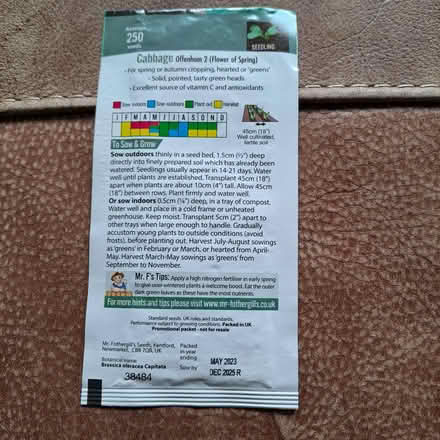 250
seeds
SEEDLING
Cabbage Offenham 2 (Flower of Spring)
• For spring or autumn cropping, hearted or 'greens'
• Solid, pointed, tasty green heads
• Excellent source of vitamin C and antioxidants
Sow indoors Sow outdoors Plant out Harvest
J F M A M J J A S O N D
45cm (18")
Well cultivated,
fertile soil
To Sow & Grow
Sow outdoors thinly in a seed bed, 1.5cm (½") deep
directly into finely prepared soil which has already been
watered. Seedlings usually appear in 14-21 days. Water
well until plants are established. Transplant 45cm (18")
apart when plants are about 10cm (4") tall. Allow 45cm
(18") between rows. Plant firmly and water well.
Or sow indoors 0.5cm (¼") deep, in a tray of compost.
Water well and place in a cold frame or unheated
greenhouse. Keep moist. Transplant 5cm (2") apart to
other trays when large enough to handle. Gradually
accustom young plants to outside conditions (avoid
frosts), before planting out. Harvest July-August sowings
as 'greens' in February or March, or hearted from April-
May. Harvest March-May sowings as 'greens' from
September to November.
Mr. F's Tips: Apply a high nitrogen fertiliser in early spring
to give over-wintered plants a welcome boost. Eat the outer
dark green leaves as these have the most nutrients.
For more hints and tips please visit www.mr-fothergills.co.uk
Standard seeds. UK rules and standards.
Performance subject to growing conditions. Packed in UK
Promotional packet - not for resale
Mr. Fothergill's Seeds, Kentford,
Newmarket, CB8 7QB, UK
Packed
in year
ending
MAY 2023
Botanical name
Brassica oleracea Capitata
Sow by
DEC 2025 R
38484